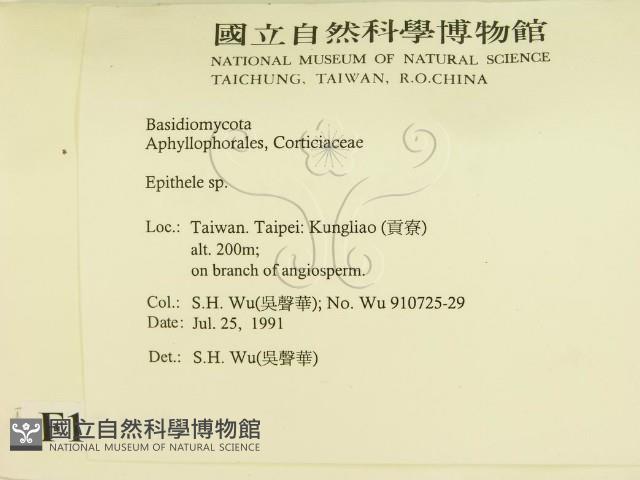 國立自然科學博物館
NATIONAL MUSEUM OF NATURAL SCIENCE
TAICHUNG, TAIWAN, R.O.CHINA
Basidiomycota
Aphyllophorales, Corticiaceae
Epithele sp.
Loc.: Taiwan. Taipei: Kungliao (貢寮)
alt. 200m;
on branch of angiosperm.
Col.: S.H. Wu(吳聲華); No. Wu 910725-29
Date: Jul. 25, 1991
Det.: S.H. Wu(吳聲華)
F1
國立自然科學博物館
NATIONAL MUSEUM OF NATURAL SCIENCE